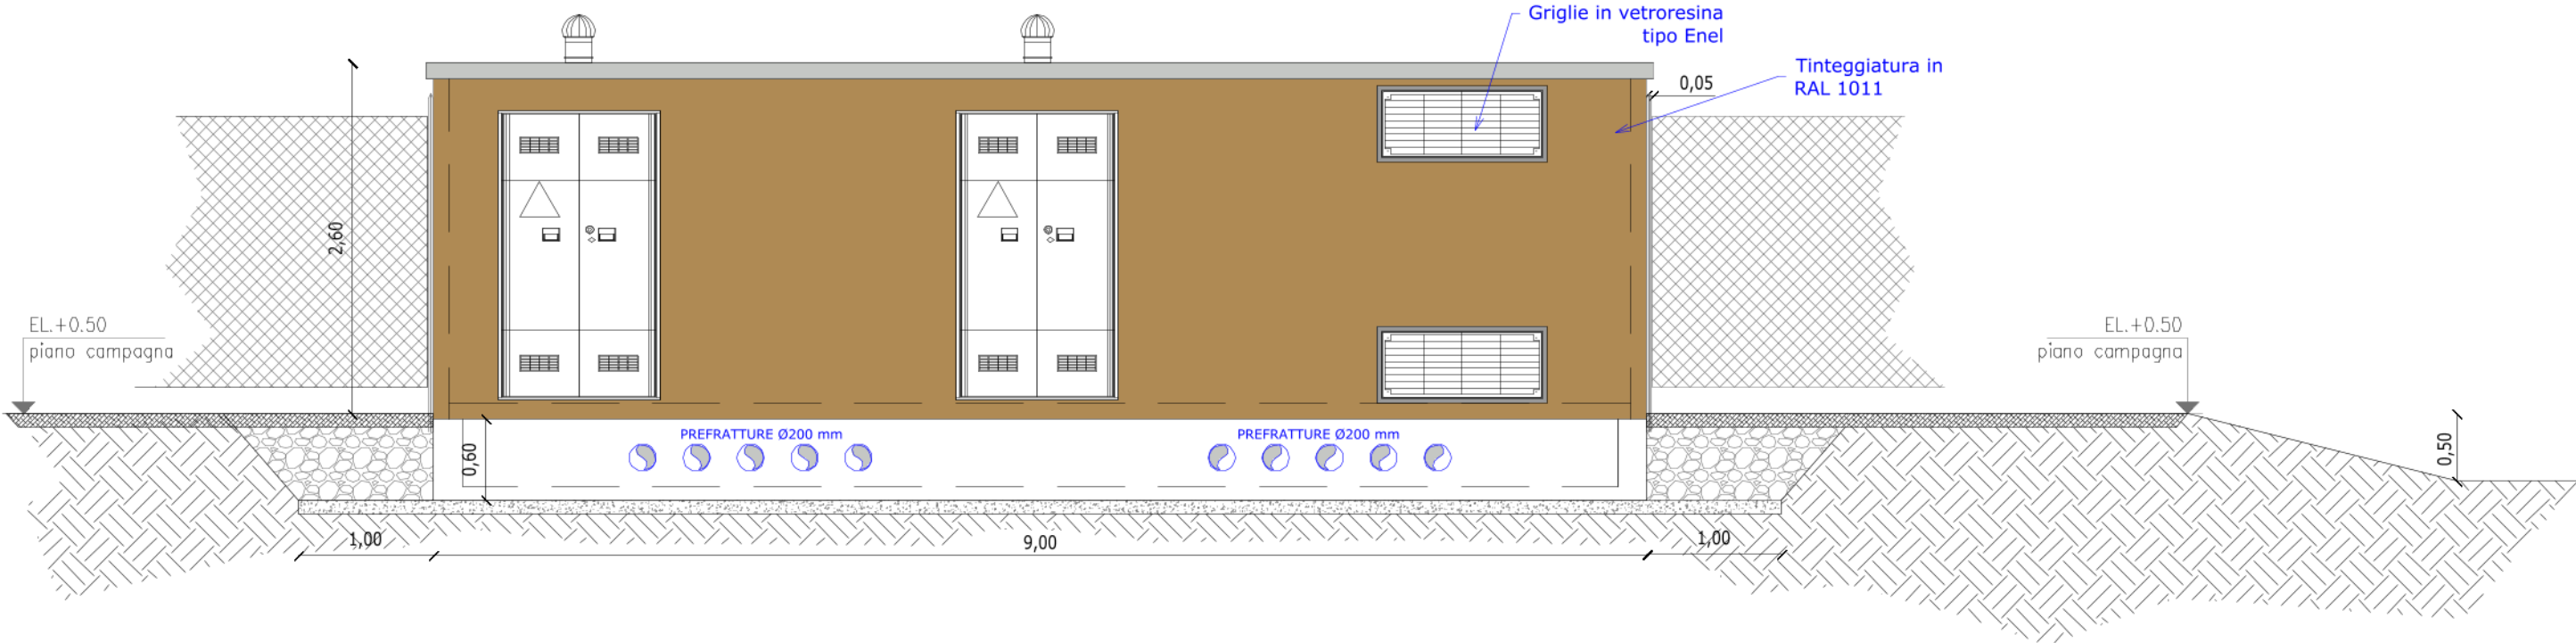 Griglie in vetroresina
tipo Enel
Tinteggiatura in
RAL 1011
0,05
2,60
EL.+0.50
piano campagna
EL.+0.50
piano campagna
PREFRATTURE Ø200 mm
PREFRATTURE Ø200 mm
0,60
0,50
1,00
9,00
1,00